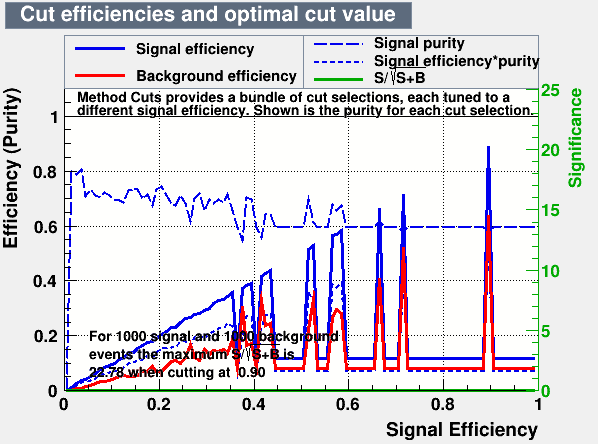 Cut efficiencies and optimal cut value
Signal efficiency
Background efficiency
Signal purity
Signal efficiency*purity
S/√S+B
Method Cuts provides a bundle of cut selections, each tuned to a
different signal efficiency. Shown is the purity for each cut selection.
Efficiency (Purity)
1
0.8
0.6
0.4
0.2
0
25
20
15
10
5
0
Significance
For 1000 signal and 1000 background
events the maximum S/√S+B is
22.78 when cutting at 0.90
0
0.2
0.4
0.6
0.8
1
Signal Efficiency